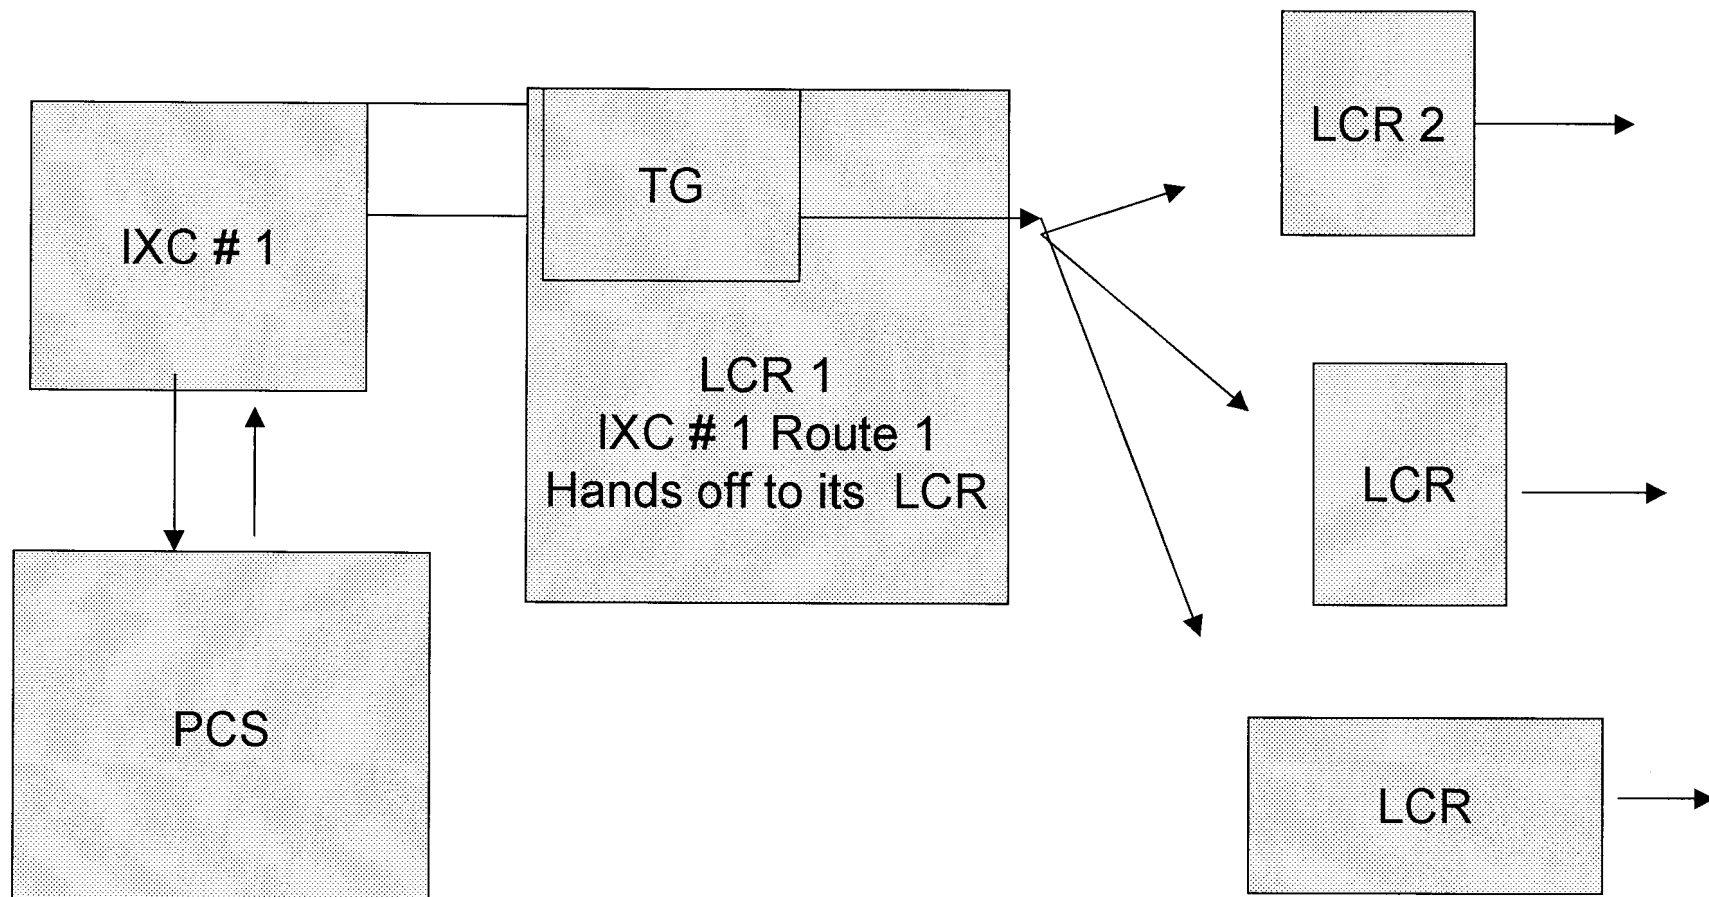 IXC # 1
TG
LCR 1
IXC # 1 Route 1
Hands off to its LCR
PCS
LCR 2
LCR
LCR